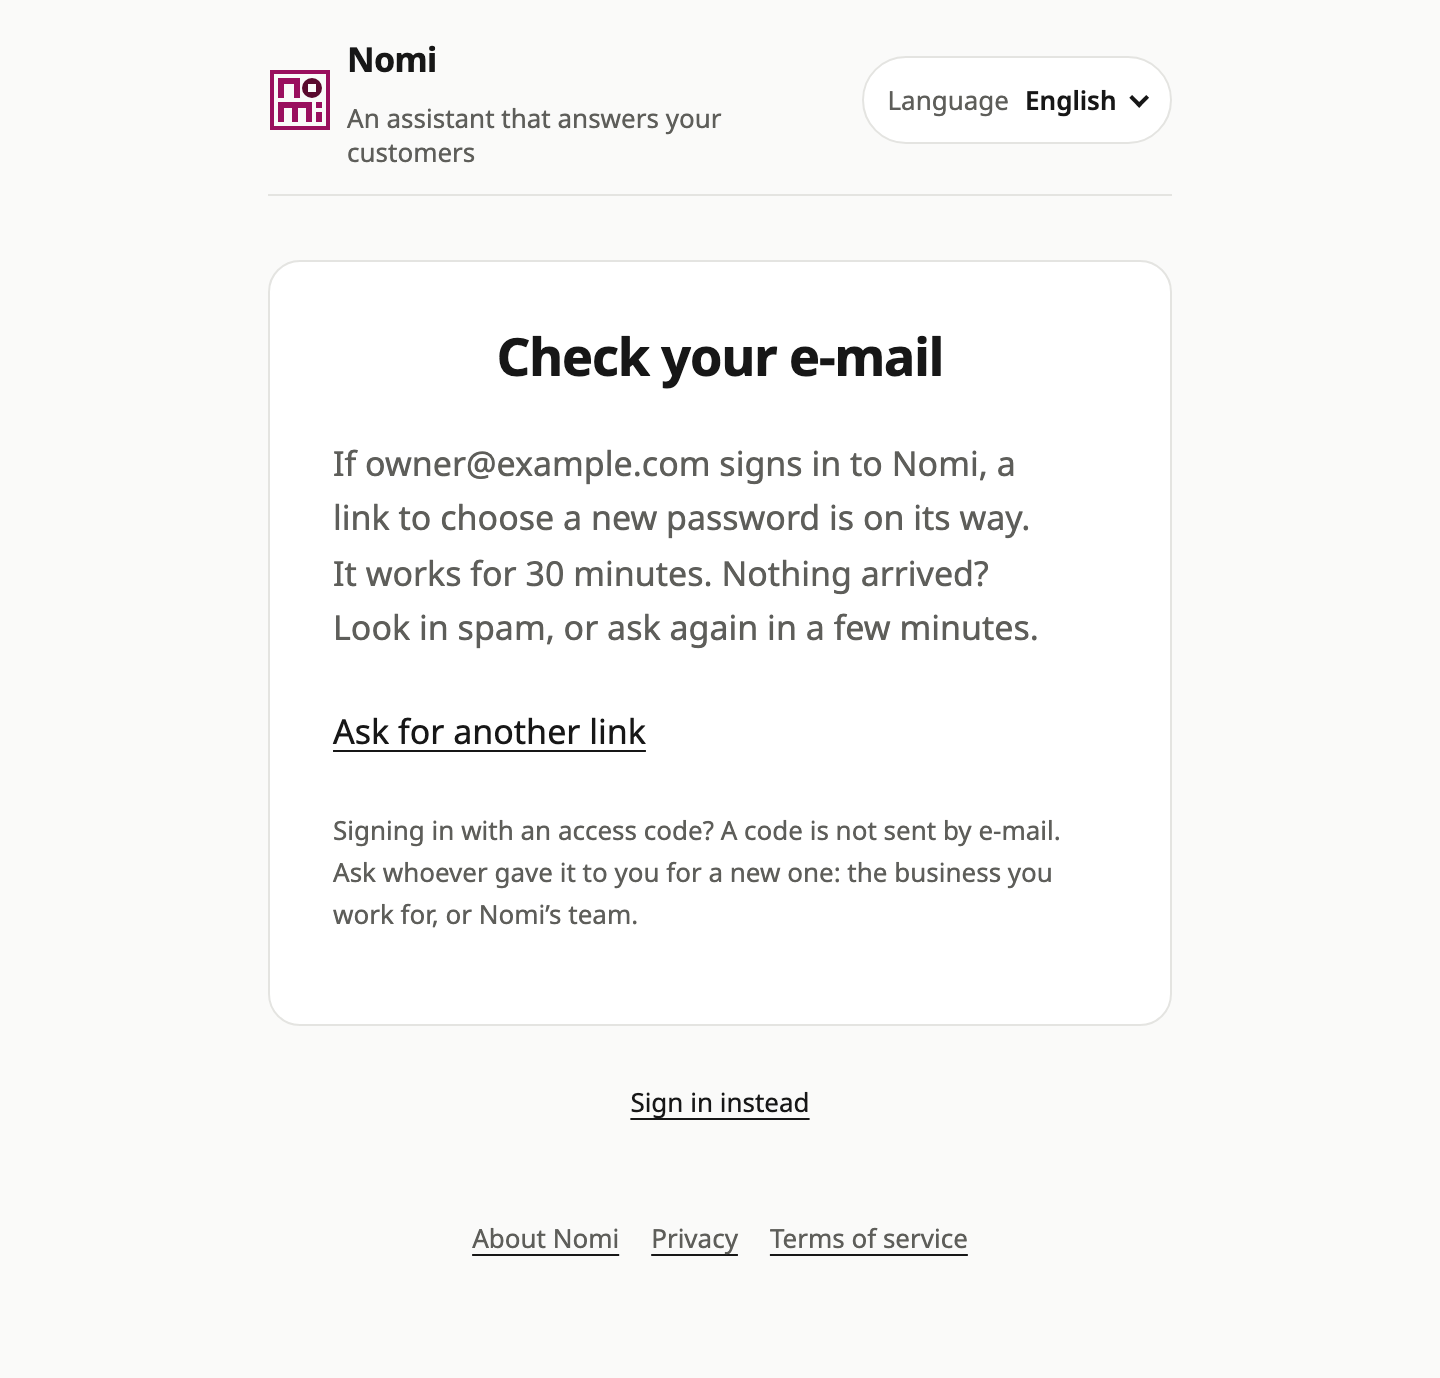 nomi
Nomi
An assistant that answers your
customers
Language English
Check your e-mail
If owner@example.com signs in to Nomi, a
link to choose a new password is on its way.
It works for 30 minutes. Nothing arrived?
Look in spam, or ask again in a few minutes.
Ask for another link
Signing in with an access code? A code is not sent by e-mail.
Ask whoever gave it to you for a new one: the business you
work for, or Nomi’s team.
Sign in instead
About Nomi Privacy Terms of service